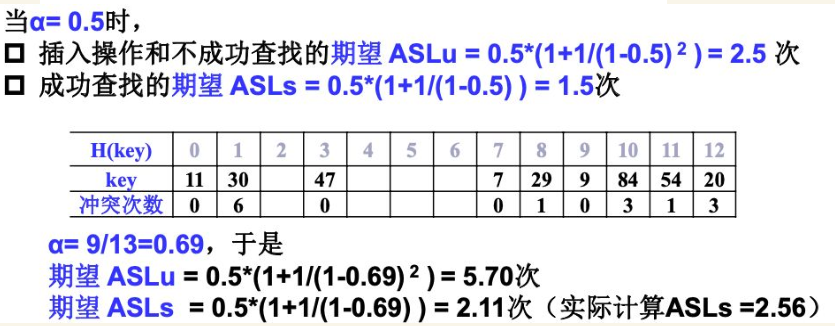 当α= 0.5时，
□ 插入操作和不成功查找的期望 ASLu = 0.5*(1+1/(1-0.5)² ) = 2.5 次
□ 成功查找的期望 ASLs = 0.5*(1+1/(1-0.5) ) = 1.5次
H(key) 0 1 2 3 4 5 6 7 8 9 10 11 12
key 11 30 47 7 29 9 84 54 20
冲突次数 0 6 0 0 1 0 3 1 3
α= 9/13=0.69，于是
期望 ASLu = 0.5*(1+1/(1-0.69)² ) = 5.70次
期望 ASLs = 0.5*(1+1/(1-0.69) ) = 2.11次（实际计算ASLs =2.56）